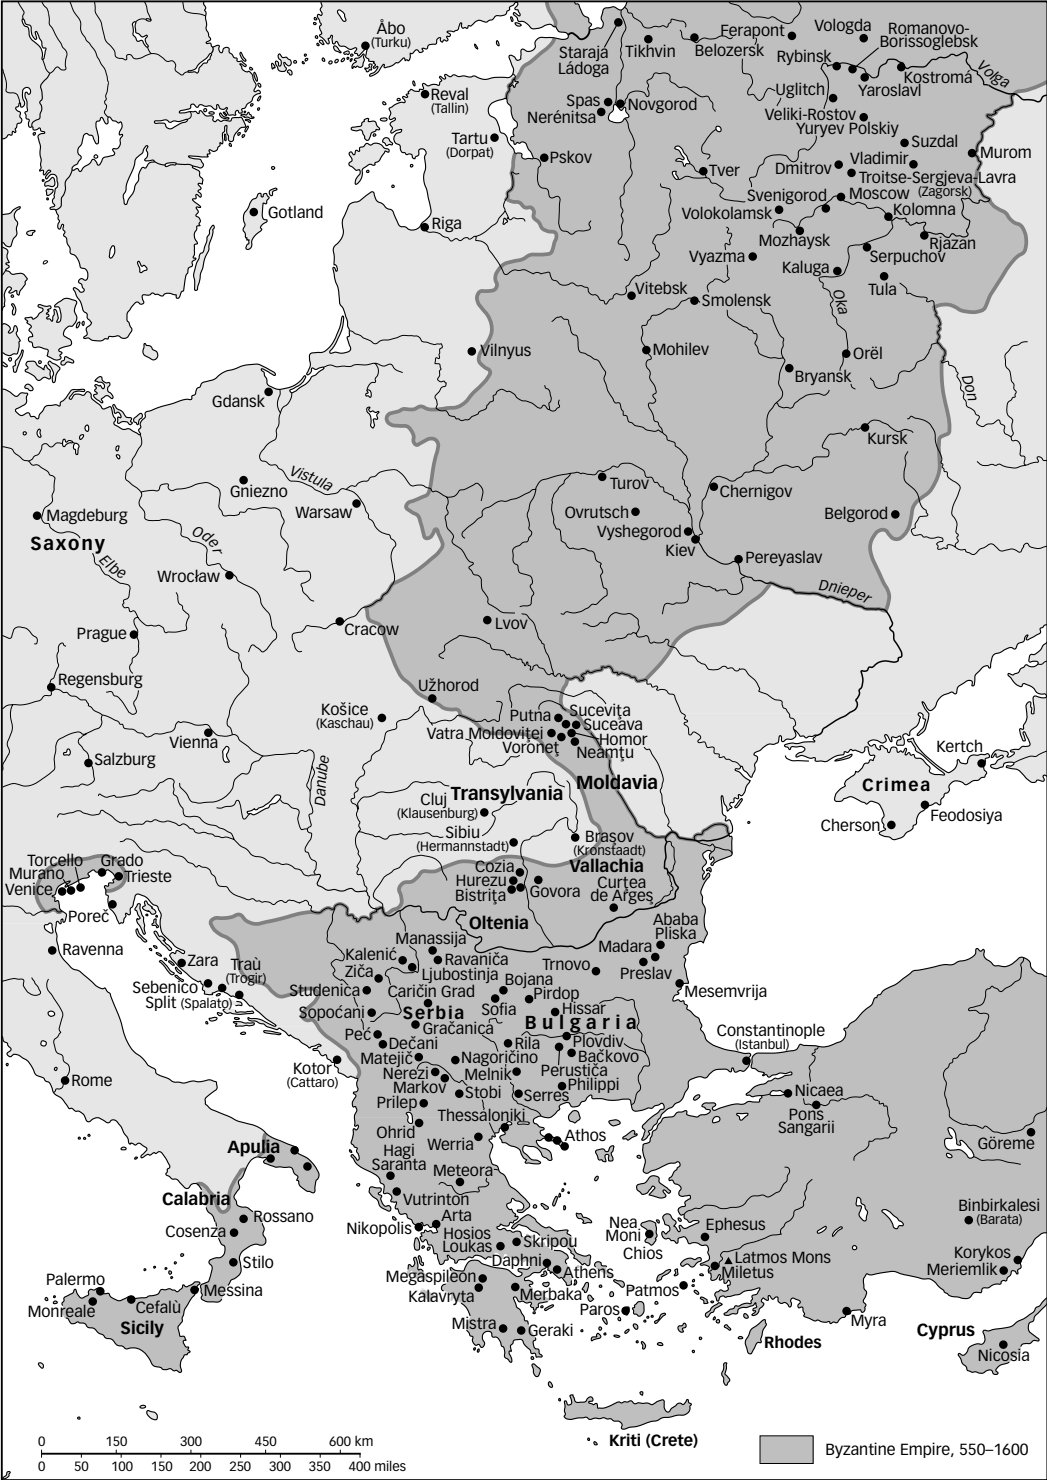 Åbo
(Turku)
Staraja
Ládoga
Tikhvin
Ferapont
Belozersk
Vologda
Romanovo-
Borissoglebsk
Rybinsk
Kostromá
Volga
Reval
(Tallin)
Spas
Nerénitsa
Novgorod
Uglitch
Yaroslavl
Veliki-Rostov
Yuryev Polskiy
Tartu
(Dorpat)
Pskov
Suzdal
Murom
Tver
Dmitrov
Vladimir
Troitse-Sergjeva-Lavra
(Zagorsk)
Svenigorod
Moscow
Gotland
Riga
Volokolamsk
Kolomna
Mozhaysk
Rjazan
Vyazma
Serpuchov
Kaluga
Tula
Vitebsk
Smolensk
Oka
Vilnyus
Mohilev
Orël
Bryansk
Don
Gdansk
Kursk
Vistula
Gniezno
Warsaw
Turov
Chernigov
Magdeburg
Saxony
Oder
Elbe
Ovrutsch
Vyshegorod
Kiev
Belgorod
Wrocław
Pereyaslav
Dnieper
Prague
Cracow
Lvov
Regensburg
Užhorod
Košice
(Kaschau)
Putna
Suceviţa
Suceava
Vatra Moldoviţei
Homor
Voroneţ
Neamţu
Vienna
Salzburg
Danube
Kertch
Moldavia
Crimea
Transylvania
Cluj
(Klausenburg)
Feodosiya
Cherson
Sibiu
(Hermannstadt)
Braşov
(Kronstaadt)
Torcello
Grado
Murano
Venice
Trieste
Cozia
Hurezu
Bistriţa
Govora
Vallachia
Curtea
de Argeş
Poreč
Oltenia
Ababa
Pliska
Ravenna
Manassija
Kalenić
Ravaniča
Madara
Zara
Traù
(Trogir)
Žiča
Ljubostinja
Trnovo
Preslav
Sebenico
Split (Spalato)
Studenica
Caričin Grad
Bojana
Pirdop
Mesemvrija
Sopoćani
Serbia
Sofia
Hissar
Gračanica
Bulgaria
Constantinople
(Istanbul)
Peć
Dečani
Rila
Plovdiv
Bačkovo
Kotor
(Cattaro)
Matejič
Nagoričino
Perustiča
Rome
Nerezi
Melnik
Philippi
Markov
Stobi
Serres
Nicaea
Prilep
Pons
Sangarii
Thessaloniki
Ohrid
Werria
Athos
Göreme
Apulia
Hagi
Saranta
Meteora
Calabria
Vutrinton
Binbirkalesi
(Barata)
Rossano
Arta
Nikopolis
Nea
Moni
Chios
Ephesus
Cosenza
Hosios
Loukas
Skripou
Stilo
Daphni
Athens
Latmos Mons
Miletus
Korykos
Meriemlik
Palermo
Messina
Megaspileon
Kalavryta
Merbaka
Patmos
Monreale
Cefalù
Paros
Myra
Sicily
Mistra
Geraki
Rhodes
Cyprus
Nicosia
Kriti (Crete)
0 150 300 450 600 km
0 50 100 150 200 250 300 350 400 miles
Byzantine Empire, 550–1600